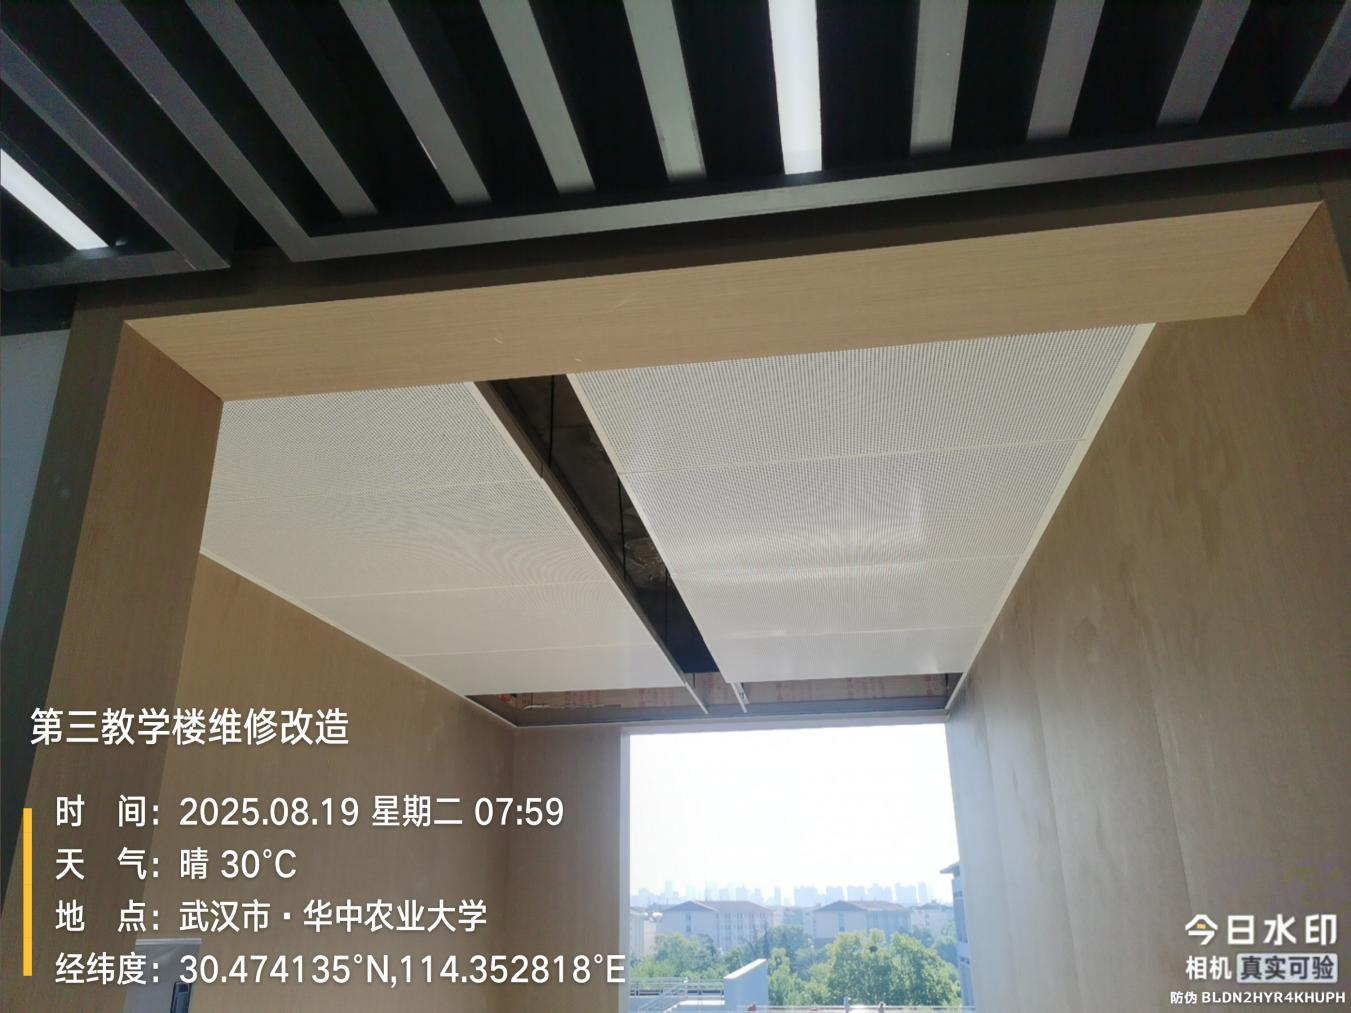 第三教学楼维修改造
时 间：2025.08.19 星期二 07:59
天 气：晴 30°C
地 点：武汉市·华中农业大学
经纬度：30.474135°N,114.352818°E
今日水印
相机 真实可验
防伪 BLDN2HYR4KHUPH